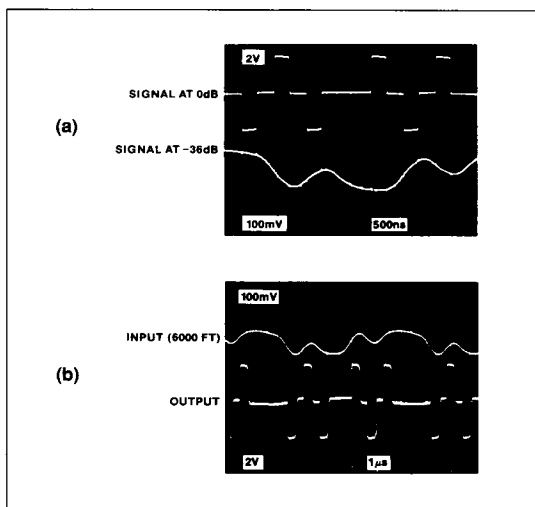 2V
SIGNAL AT 0dB
(a)
SIGNAL AT −36dB
100mV 500ns
100mV
INPUT (6000 FT)
(b)
OUTPUT
2V 1µs